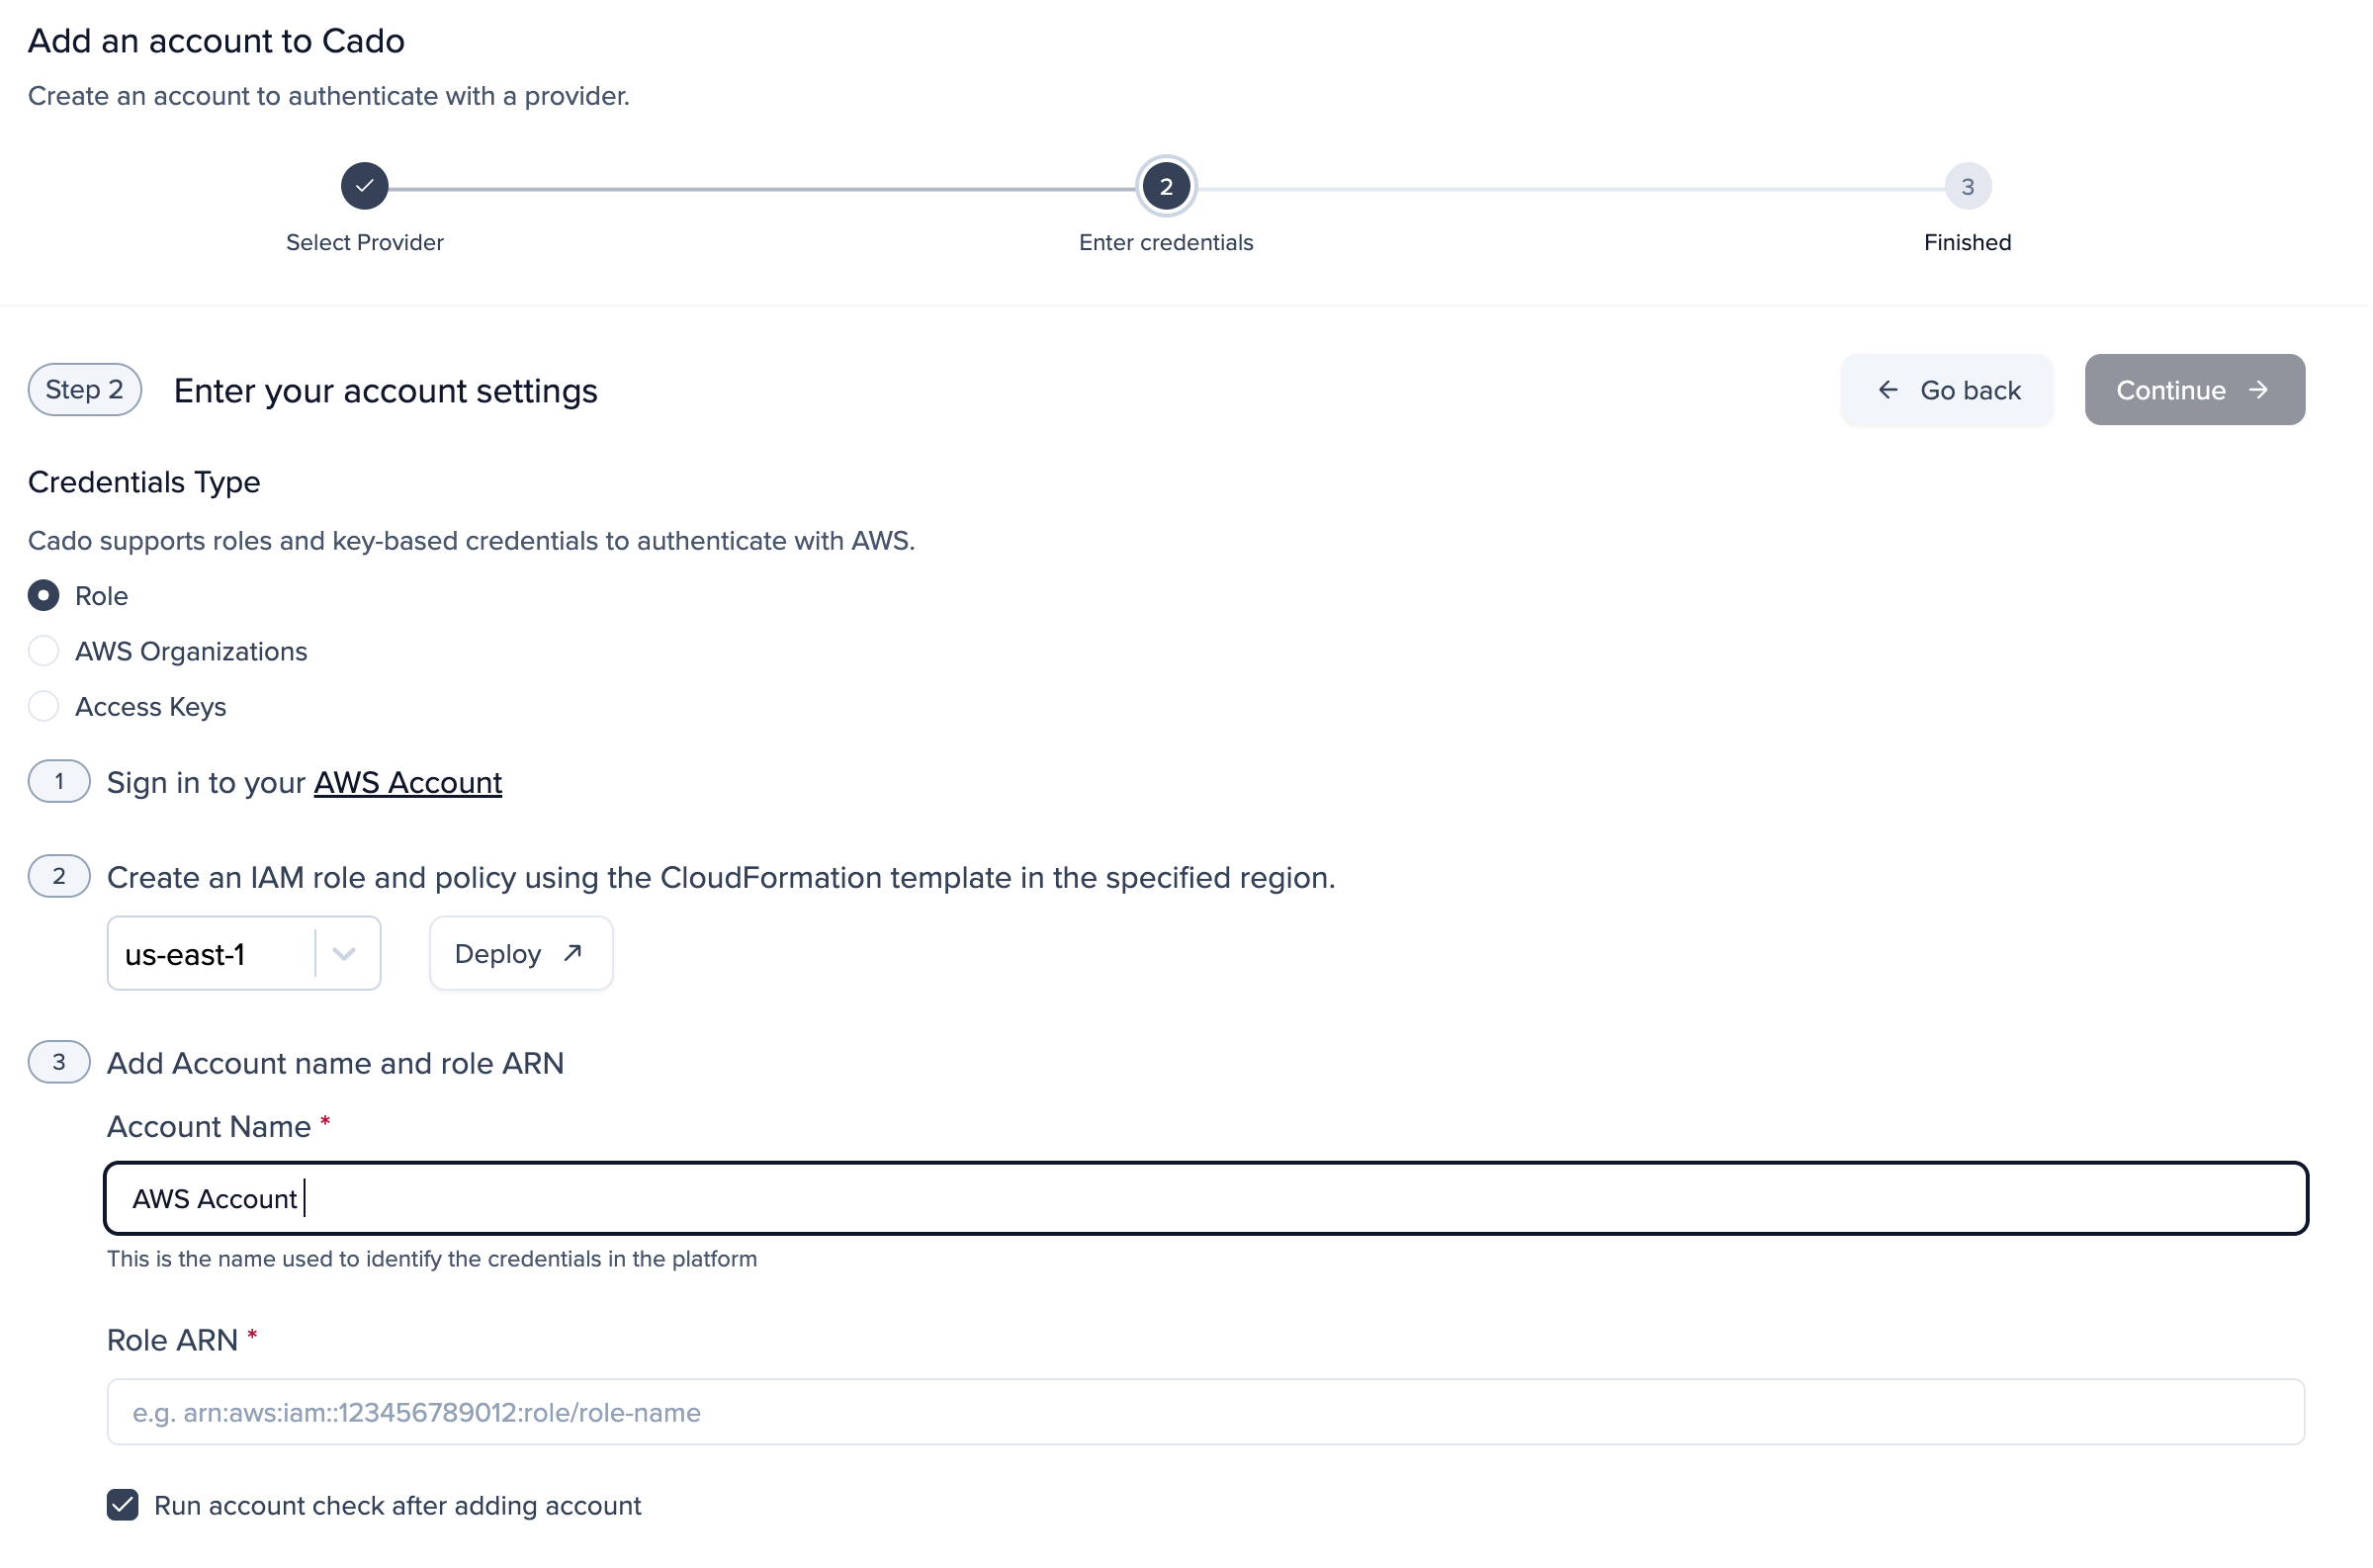 Add an account to Cado
Create an account to authenticate with a provider.
2
3
Select Provider
Enter credentials
Finished
Step 2
Enter your account settings
Go back
Continue
Credentials Type
Cado supports roles and key-based credentials to authenticate with AWS.
Role
AWS Organizations
Access Keys
1 Sign in to your AWS Account
2 Create an IAM role and policy using the CloudFormation template in the specified region.
us-east-1
Deploy
3 Add Account name and role ARN
Account Name *
AWS Account
This is the name used to identify the credentials in the platform
Role ARN *
e.g. arn:aws:iam::123456789012:role/role-name
Run account check after adding account